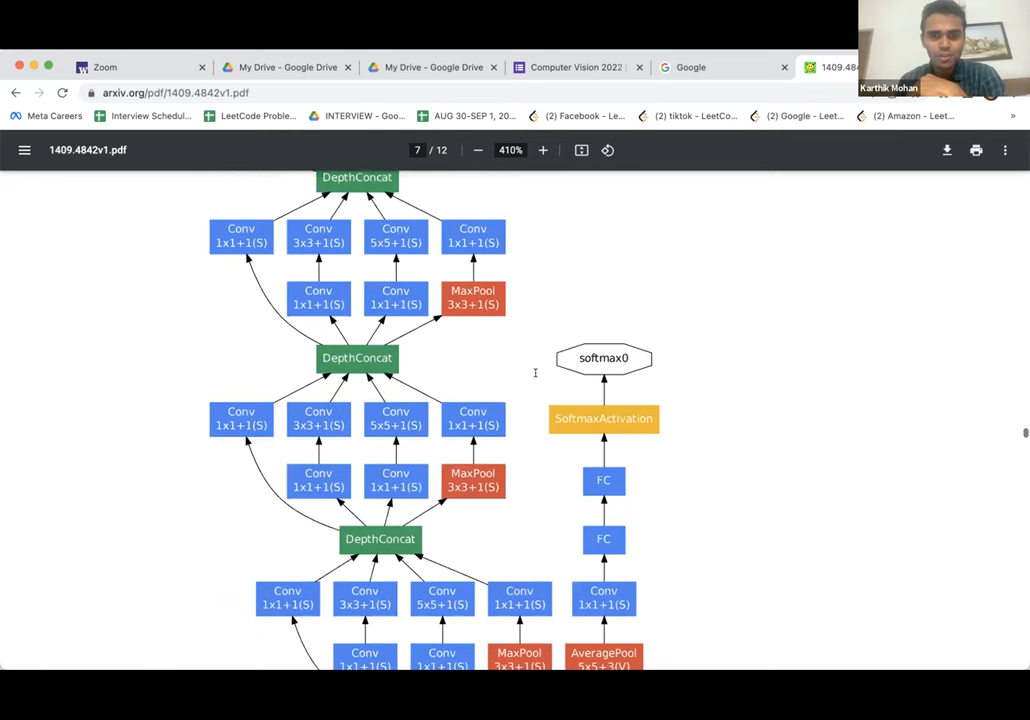 Zoom
My Drive - Google Drive
My Drive - Google Drive
Computer Vision 2022
Google
1409.48
Karthik Mohan
arxiv.org/pdf/1409.4842v1.pdf
Meta Careers
Interview Schedul...
LeetCode Proble...
INTERVIEW - Goo...
AUG 30-SEP 1, 20...
(2) Facebook - Le...
(2) tiktok - LeetCo...
(2) Google - Leet...
(2) Amazon - Leet...
»
1409.4842v1.pdf
7 / 12
410%
DepthConcat
Conv
1x1+1(S)
Conv
3x3+1(S)
Conv
5x5+1(S)
Conv
1x1+1(S)
Conv
1x1+1(S)
Conv
1x1+1(S)
MaxPool
3x3+1(S)
DepthConcat
softmax0
Conv
1x1+1(S)
Conv
3x3+1(S)
Conv
5x5+1(S)
Conv
1x1+1(S)
SoftmaxActivation
Conv
1x1+1(S)
Conv
1x1+1(S)
MaxPool
3x3+1(S)
FC
DepthConcat
FC
Conv
1x1+1(S)
Conv
3x3+1(S)
Conv
5x5+1(S)
Conv
1x1+1(S)
Conv
1x1+1(S)
Conv
1x1+1(S)
Conv
1x1+1(S)
MaxPool
3x3+1(S)
AveragePool
5x5+3(V)